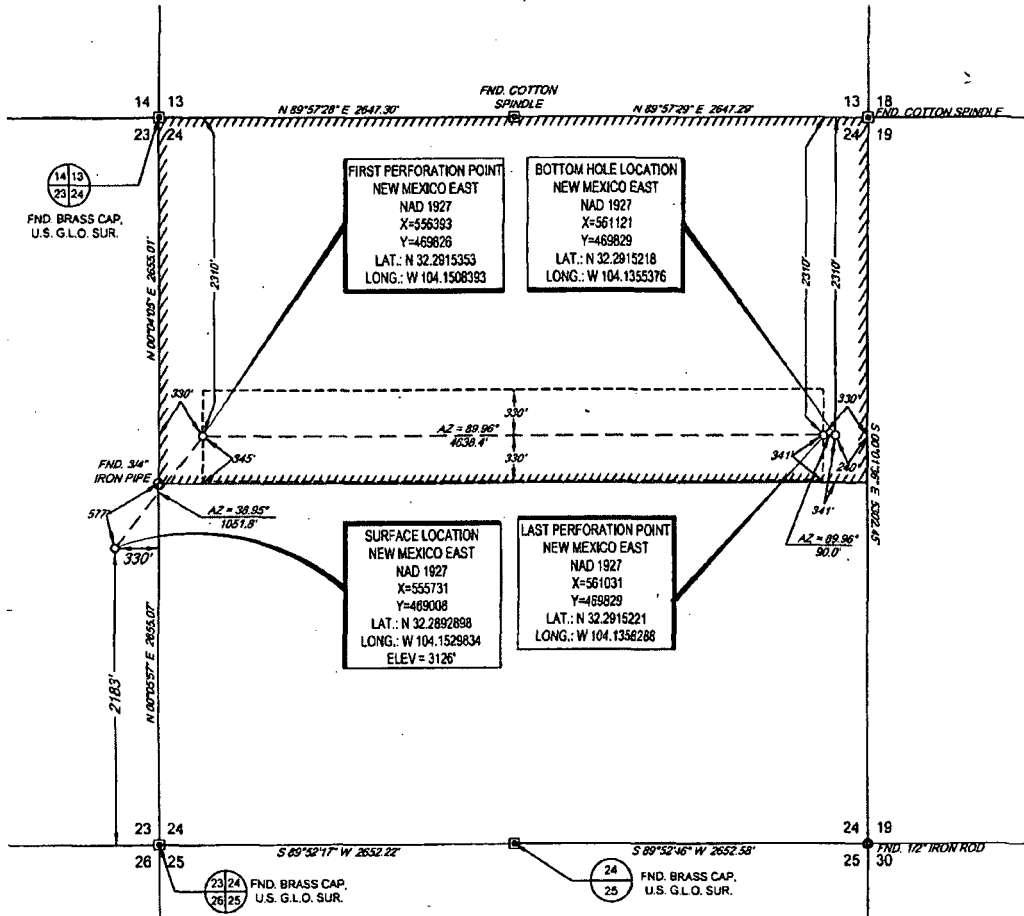 14 13
23 24
FND. COTTON
SPINDLE
N 89°57'28" E 2647.30'
N 89°57'29" E 2647.29'
13 18
24 19
FND. COTTON SPINDLE
14 13
23 24
FND. BRASS CAP,
U.S. G.L.O. SUR.
FIRST PERFORATION POINT
NEW MEXICO EAST
NAD 1927
X=556393
Y=469826
LAT.: N 32.2915353
LONG.: W 104.1508393
BOTTOM HOLE LOCATION
NEW MEXICO EAST
NAD 1927
X=561121
Y=469829
LAT.: N 32.2915218
LONG.: W 104.1355376
N 00°04'05" E 2655.01'
2310'
2310'
2310'
330'
330'
330'
330'
AZ = 89.96°
4638.4'
345'
341'
341'
240'
S 00°01'36" E 5302.45'
FND. 3/4"
IRON PIPE
577'
AZ = 38.95°
1051.8'
AZ = 89.96°
90.0'
330'
SURFACE LOCATION
NEW MEXICO EAST
NAD 1927
X=555731
Y=469008
LAT.: N 32.2892898
LONG.: W 104.1529834
ELEV = 3126'
LAST PERFORATION POINT
NEW MEXICO EAST
NAD 1927
X=561031
Y=469829
LAT.: N 32.2915221
LONG.: W 104.1358288
2183'
N 00°05'57" E 2655.07'
23 24
26 25
S 89°52'17" W 2652.22'
S 89°52'46" W 2652.58'
24 19
25 30
FND. 1/2" IRON ROD
23 24
26 25
FND. BRASS CAP,
U.S. G.L.O. SUR.
24
25
FND. BRASS CAP,
U.S. G.L.O. SUR.